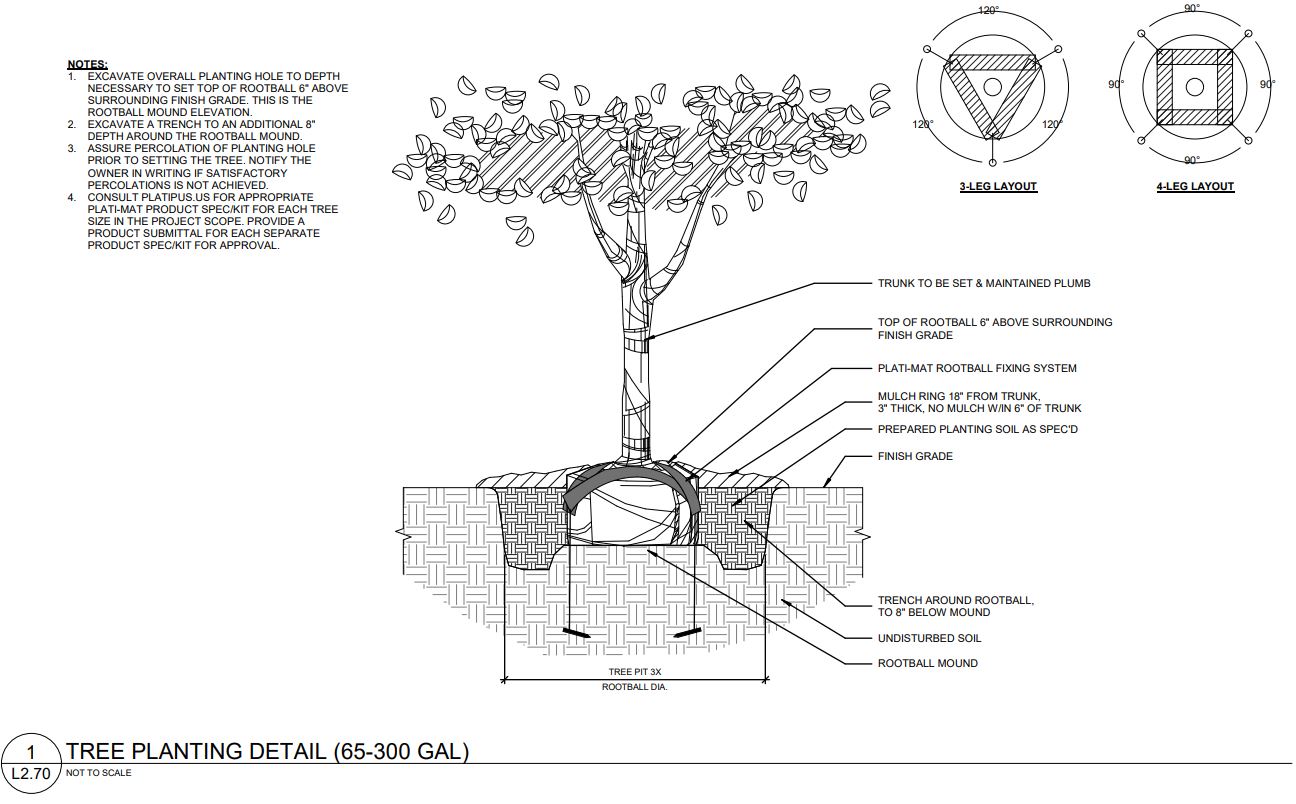 NOTES:
1. EXCAVATE OVERALL PLANTING HOLE TO DEPTH
NECESSARY TO SET TOP OF ROOTBALL 6" ABOVE
SURROUNDING FINISH GRADE. THIS IS THE
ROOTBALL MOUND ELEVATION.
2. EXCAVATE A TRENCH TO AN ADDITIONAL 8"
DEPTH AROUND THE ROOTBALL MOUND.
3. ASSURE PERCOLATION OF PLANTING HOLE
PRIOR TO SETTING THE TREE. NOTIFY THE
OWNER IN WRITING IF SATISFACTORY
PERCOLATIONS IS NOT ACHIEVED.
4. CONSULT PLATIPUS.US FOR APPROPRIATE
PLATI-MAT PRODUCT SPEC/KIT FOR EACH TREE
SIZE IN THE PROJECT SCOPE. PROVIDE A
PRODUCT SUBMITTAL FOR EACH SEPARATE
PRODUCT SPEC/KIT FOR APPROVAL.
120°
120°
120°
3-LEG LAYOUT
90°
90°
90°
90°
4-LEG LAYOUT
TRUNK TO BE SET & MAINTAINED PLUMB
TOP OF ROOTBALL 6" ABOVE SURROUNDING
FINISH GRADE
PLATI-MAT ROOTBALL FIXING SYSTEM
MULCH RING 18" FROM TRUNK,
3" THICK, NO MULCH W/IN 6" OF TRUNK
PREPARED PLANTING SOIL AS SPEC'D
FINISH GRADE
TRENCH AROUND ROOTBALL,
TO 8" BELOW MOUND
UNDISTURBED SOIL
ROOTBALL MOUND
TREE PIT 3X
ROOTBALL DIA.
1
L2.70
TREE PLANTING DETAIL (65-300 GAL)
NOT TO SCALE